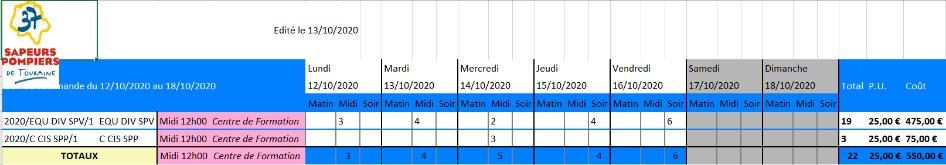 37
SAPEURS
POMPIERS
DE TOURAINE
Edité le 13/10/2020
Lundi Mardi Mercredi Jeudi Vendredi Samedi Dimanche
mande du 12/10/2020 au 18/10/2020 12/10/2020 13/10/2020 14/10/2020 15/10/2020 16/10/2020 17/10/2020 18/10/2020 Total P.U. Coût
Matin Midi Soir Matin Midi Soir Matin Midi Soir Matin Midi Soir Matin Midi Soir Matin Midi Soir Matin Midi Soir
2020/EQU DIV SPV/1 EQU DIV SPV Midi 12h00 Centre de Formation 3 4 2 4 6 19 25,00 € 475,00 €
2020/C CIS SPP/1 C CIS SPP Midi 12h00 Centre de Formation 3 3 25,00 € 75,00 €
TOTAUX Midi 12h00 Centre de Formation 3 4 5 4 6 22 25,00 € 550,00 €